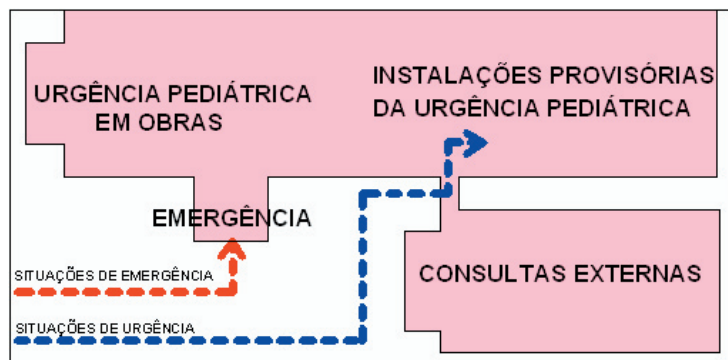 URGÊNCIA PEDIÁTRICA
EM OBRAS
INSTALAÇÕES PROVISÓRIAS
DA URGÊNCIA PEDIÁTRICA
EMERGÊNCIA
SITUAÇÕES DE EMERGÊNCIA
CONSULTAS EXTERNAS
SITUAÇÕES DE URGÊNCIA